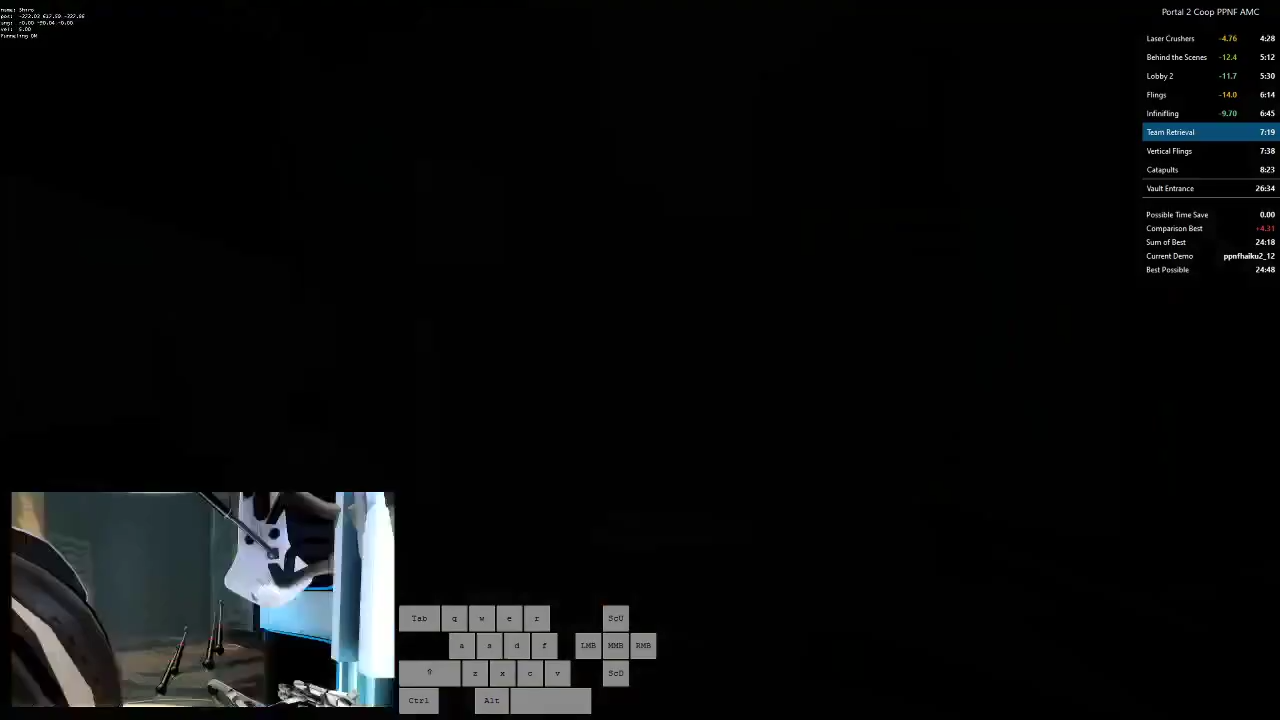 name: Shiro
Portal 2 Coop PPNF AMC
Laser Crushers -4.76 4:28
Behind the Scenes -12.4 5:12
Lobby 2 -11.7 5:30
Flings -14.0 6:14
Infinifling -9.70 6:45
Team Retrieval 7:19
Vertical Flings 7:38
Catapults 8:23
Vault Entrance 26:34
Possible Time Save 0.00
Comparison Best +4.31
Sum of Best 24:18
Current Demo ppnfhaiku2_12
Best Possible 24:48
Tab q w e r ScU
a s d f LMB MMB RMB
⇧ z x c v ScD
Ctrl Alt